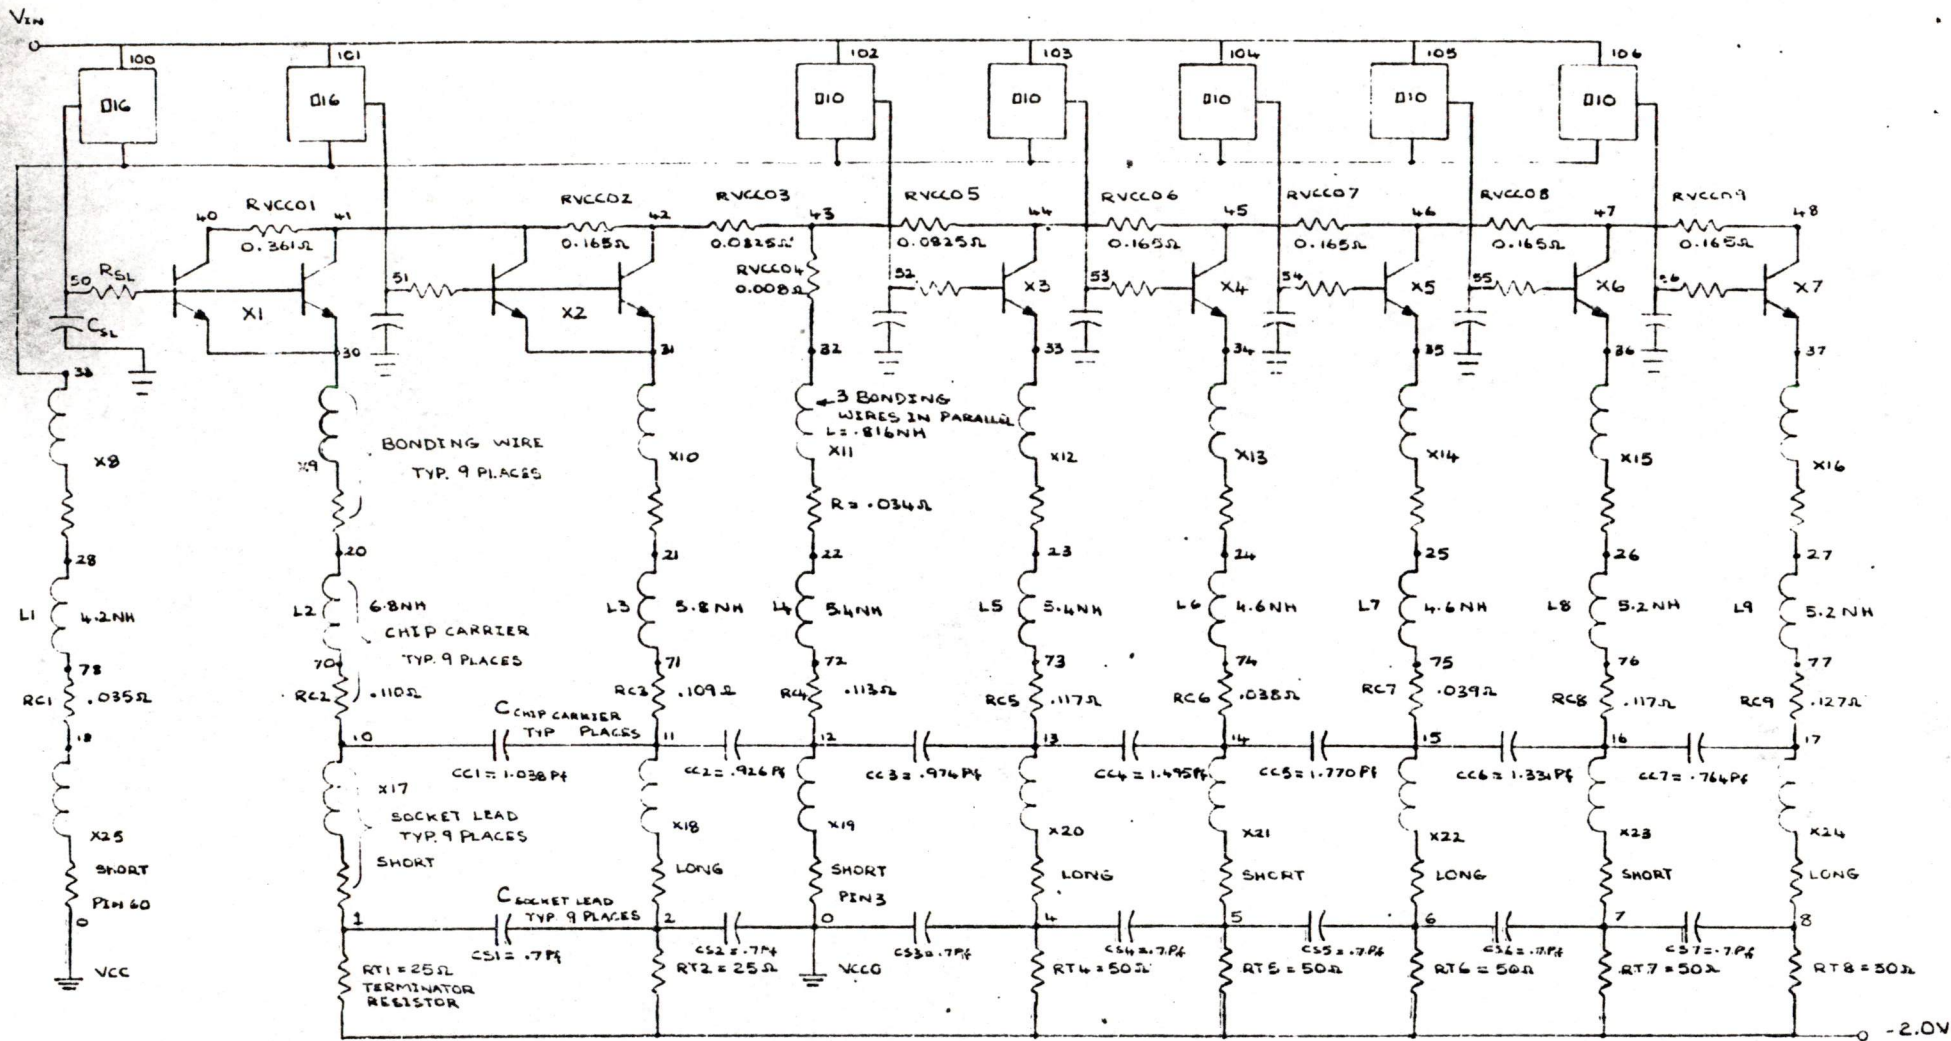 VIN
100 101 102 103 104 105 106
▯16 ▯16 ▯10 ▯10 ▯10 ▯10 ▯10
RVCC01 RVCC02 RVCC03 RVCC05 RVCC06 RVCC07 RVCC08 RVCC09
40 41 42 43 44 45 46 47 48
0.361Ω 0.165Ω 0.0825Ω 0.0825Ω 0.165Ω 0.165Ω 0.165Ω 0.165Ω
RVCC04
0.008Ω
50 RSL 51 52 53 54 55 56
X1 X2 X3 X4 X5 X6 X7
CSL
30 31 32 33 34 35 36 37
38
3 BONDING
WIRES IN PARALLEL
L=.816NH
BONDING WIRE
TYP. 9 PLACES
X8 X9 X10 X11 X12 X13 X14 X15 X16
R=.034Ω
28 20 21 22 23 24 25 26 27
L1 4.2NH L2 6.8NH L3 5.8NH L4 5.4NH L5 5.4NH L6 4.6NH L7 4.6NH L8 5.2NH L9 5.2NH
CHIP CARRIER
TYP. 9 PLACES
78 70 71 72 73 74 75 76 77
RC1 .035Ω RC2 .110Ω RC3 .109Ω RC4 .113Ω RC5 .117Ω RC6 .038Ω RC7 .039Ω RC8 .117Ω RC9 .127Ω
C CHIP CARRIER
TYP PLACES
18 10 11 12 13 14 15 16 17
CC1=1.038Pf CC2=.926Pf CC3=.974Pf CC4=1.495Pf CC5=1.770Pf CC6=1.331Pf CC7=.764Pf
X17
SOCKET LEAD
TYP. 9 PLACES
X25 X18 X19 X20 X21 X22 X23 X24
SHORT SHORT LONG SHORT LONG SHORT LONG SHORT LONG
PIN 60 PIN3
C SOCKET LEAD
TYP. 9 PLACES
0 1 2 0 4 5 6 7 8
CS1=.7Pf CS2=.7Pf CS3=.7Pf CS4=.7Pf CS5=.7Pf CS6=.7Pf CS7=.7Pf
VCC RT1=25Ω RT2=25Ω VCCO RT4=50Ω RT5=50Ω RT6=50Ω RT7=50Ω RT8=50Ω
TERMINATOR
RESISTOR
-2.0V